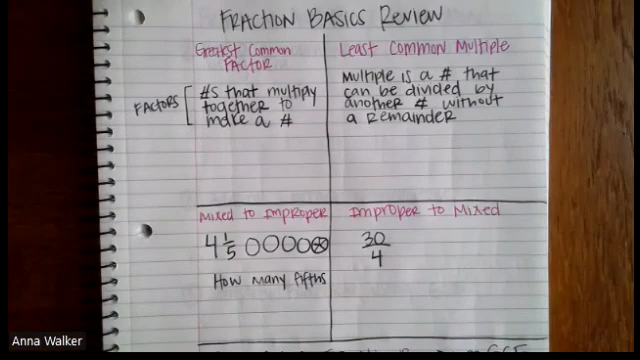 FRACTION BASICS REVIEW
Greatest Common
FACTOR
FACTORS
#s that multiply
together to
make a #
Least Common Multiple
Multiple is a # that
can be divided by
another # without
a remainder
Mixed to Improper
4 1/5
How many fifths
Improper to Mixed
30
4
GCF
Anna Walker